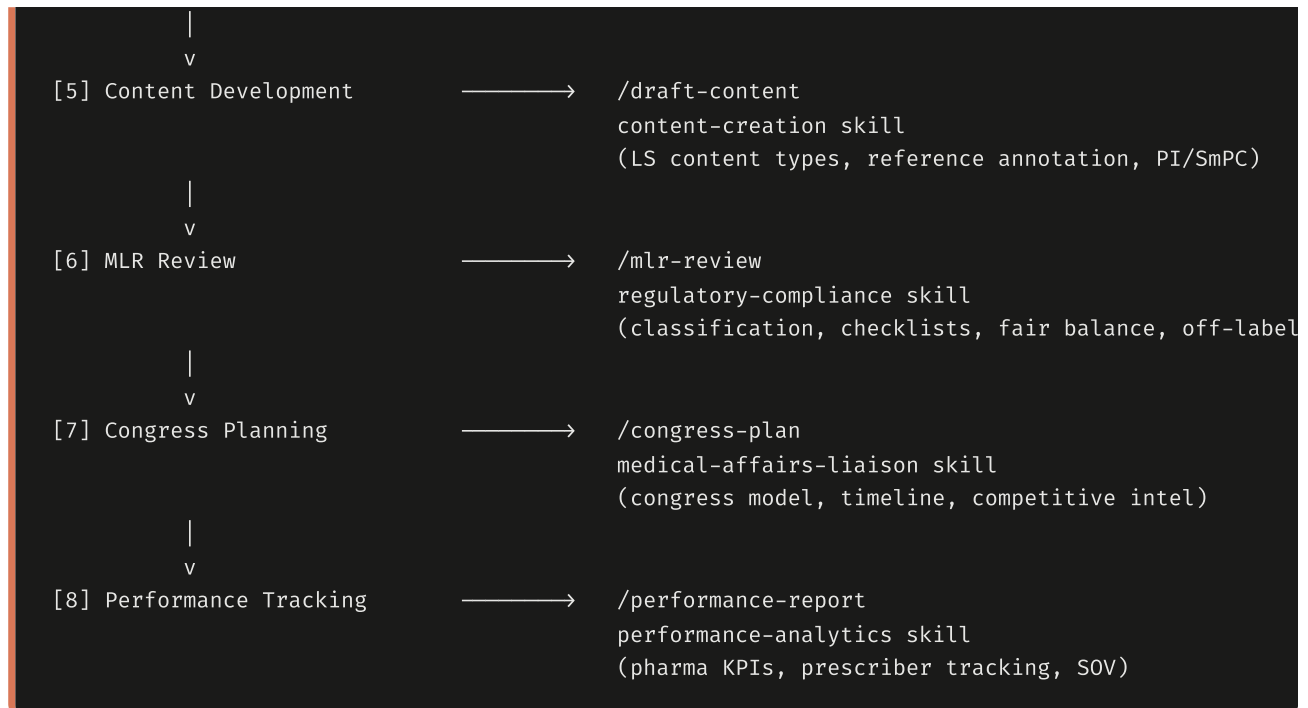 |
v
[5] Content Development ───────> /draft-content
content-creation skill
(LS content types, reference annotation, PI/SmPC)
|
v
[6] MLR Review ───────> /mlr-review
regulatory-compliance skill
(classification, checklists, fair balance, off-label
|
v
[7] Congress Planning ───────> /congress-plan
medical-affairs-liaison skill
(congress model, timeline, competitive intel)
|
v
[8] Performance Tracking ───────> /performance-report
performance-analytics skill
(pharma KPIs, prescriber tracking, SOV)